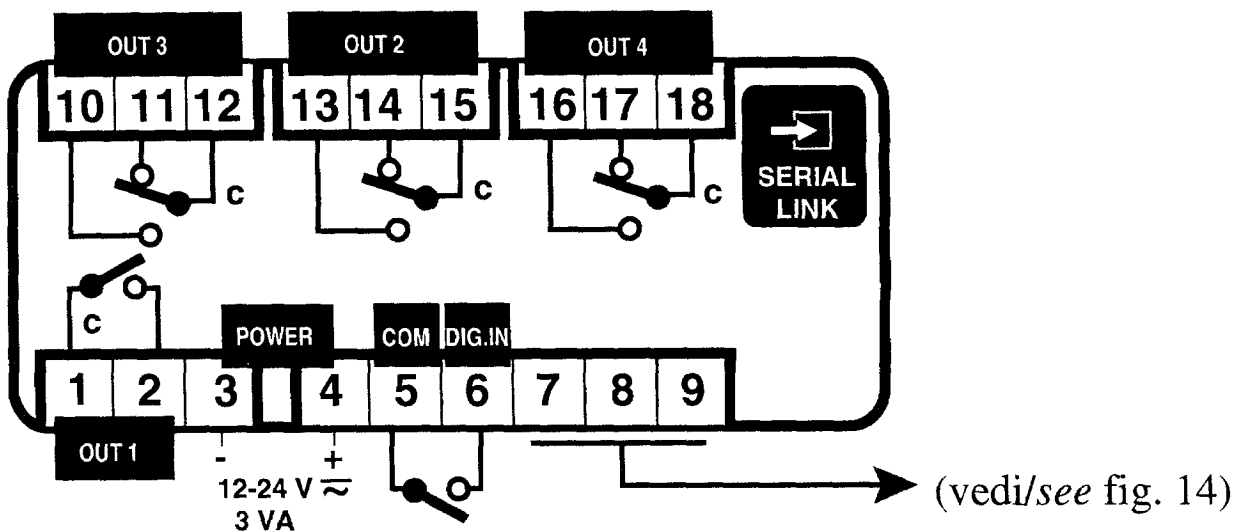 OUT 3 OUT 2 OUT 4
10 11 12 13 14 15 16 17 18
SERIAL
LINK
C C C
C
POWER COM DIG.IN
1 2 3 4 5 6 7 8 9
OUT 1
- +
12-24 V ⎓~
3 VA
(vedi/see fig. 14)